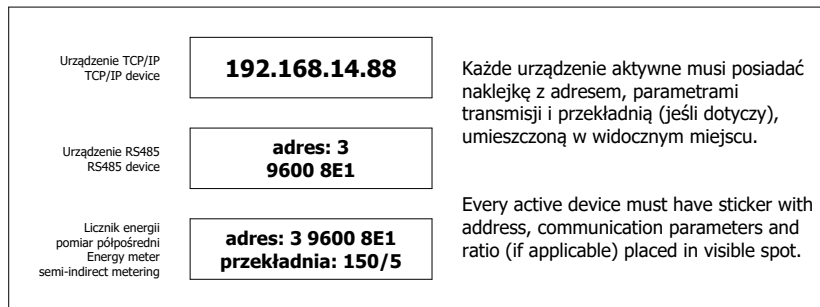 Urządzenie TCP/IP
TCP/IP device
192.168.14.88
Urządzenie RS485
RS485 device
adres: 3
9600 8E1
Licznik energii
pomiar półpośredni
Energy meter
semi-indirect metering
adres: 3 9600 8E1
przekładnia: 150/5
Każde urządzenie aktywne musi posiadać
naklejkę z adresem, parametrami
transmisji i przekładnią (jeśli dotyczy),
umieszczoną w widocznym miejscu.
Every active device must have sticker with
address, communication parameters and
ratio (if applicable) placed in visible spot.